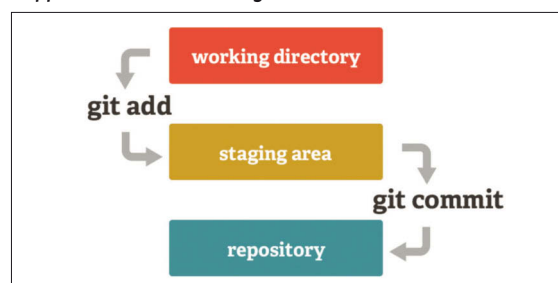 working directory
git add
staging area
git commit
repository